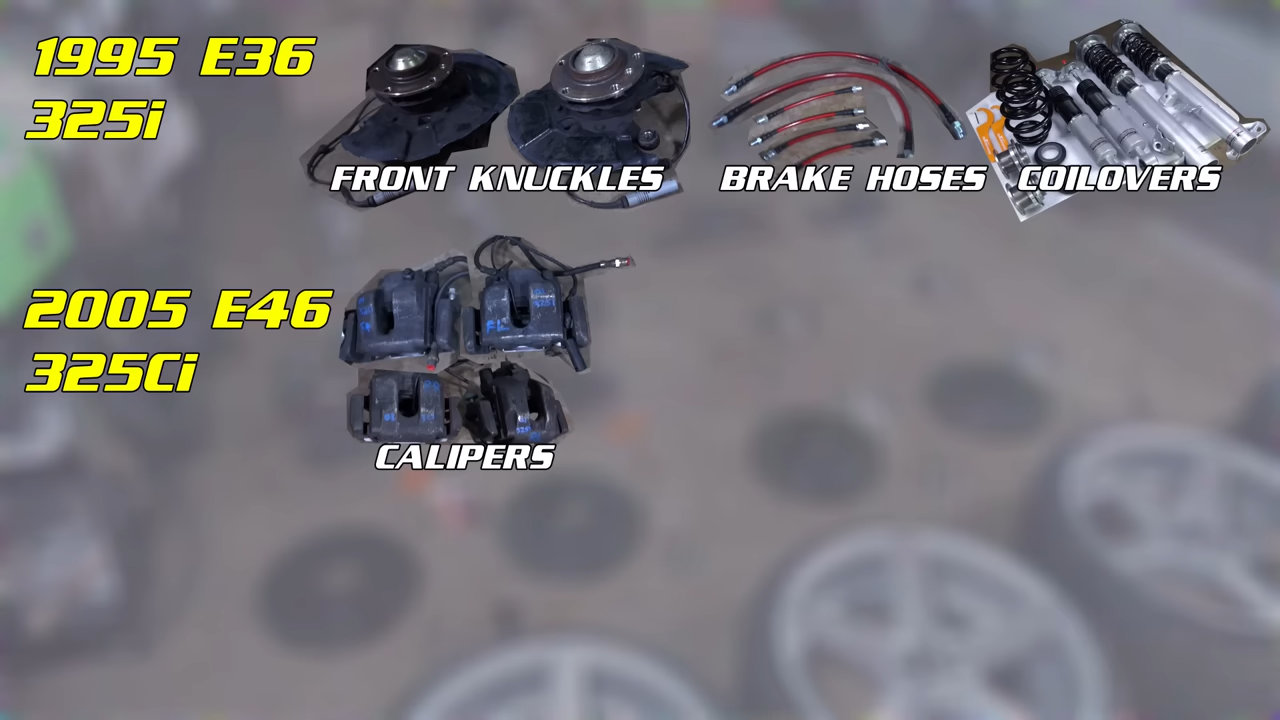 1995 E36
325i
FRONT KNUCKLES
BRAKE HOSES
COILOVERS
2005 E46
325Ci
CALIPERS